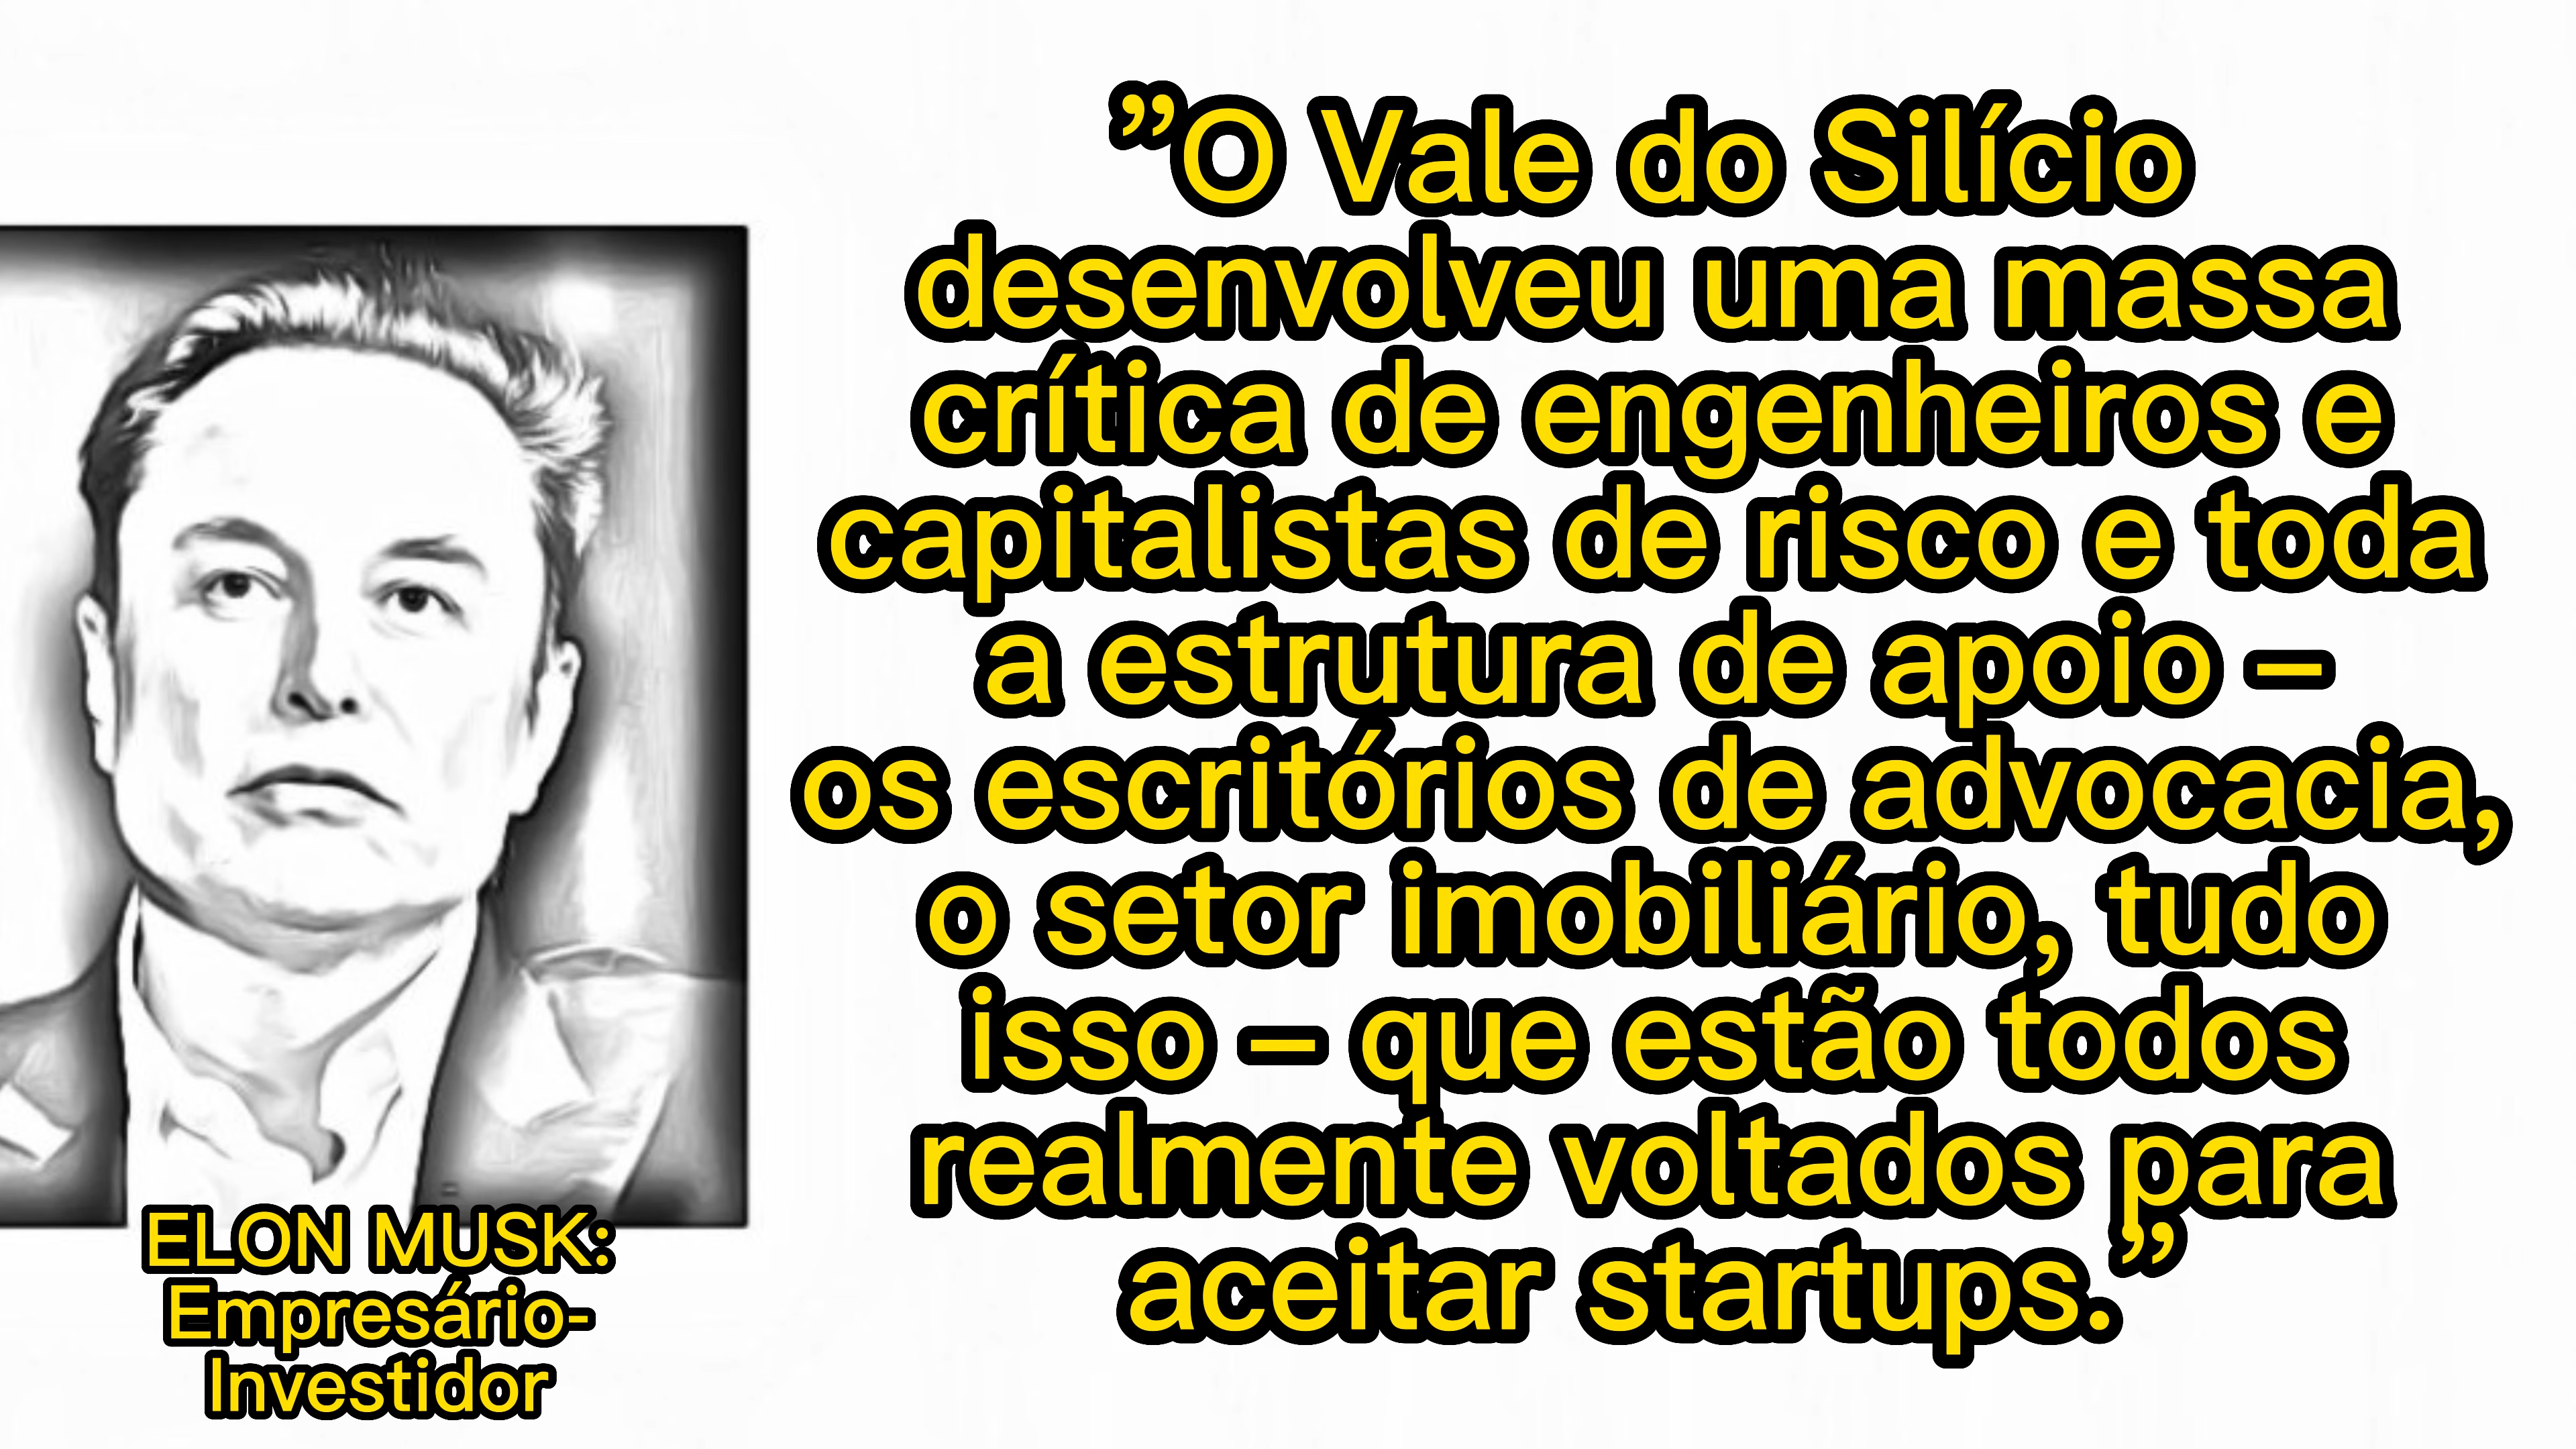 ”O Vale do Silício
desenvolveu uma massa
crítica de engenheiros e
capitalistas de risco e toda
a estrutura de apoio –
os escritórios de advocacia,
o setor imobiliário, tudo
isso – que estão todos
realmente voltados para
aceitar startups.”
ELON MUSK:
Empresário-
Investidor